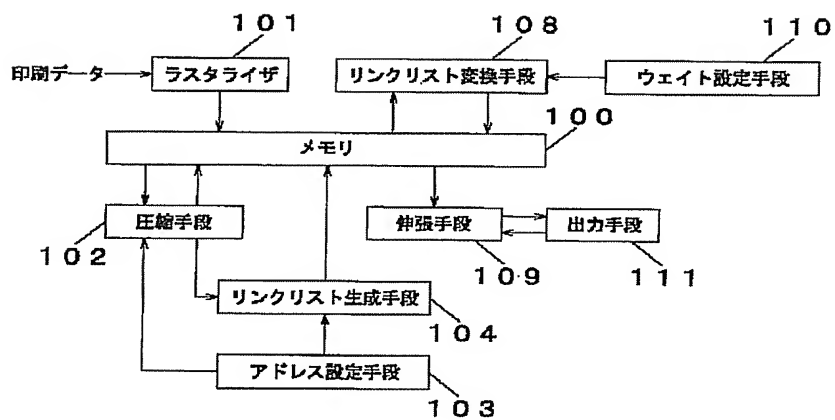 101
108
110
印刷データ
ラスタライザ
リンクリスト変換手段
ウェイト設定手段
100
メモリ
圧縮手段
伸張手段
出力手段
102
109
111
リンクリスト生成手段
104
アドレス設定手段
103